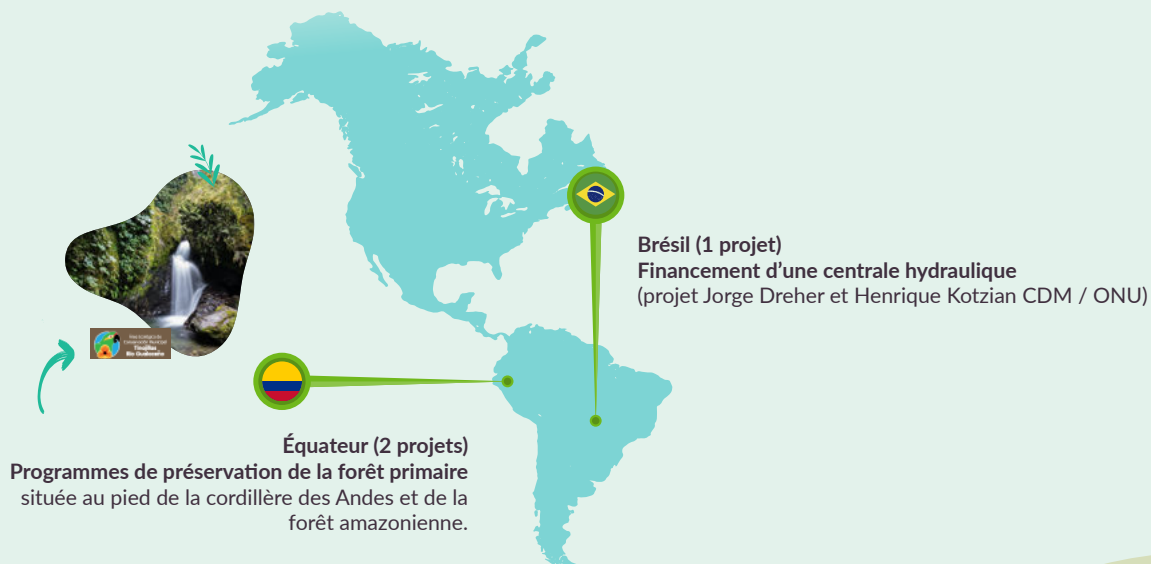 Brésil (1 projet)
Financement d’une centrale hydraulique
(projet Jorge Dreher et Henrique Kotzian CDM / ONU)
Équateur (2 projets)
Programmes de préservation de la forêt primaire
située au pied de la cordillère des Andes et de la
forêt amazonienne.